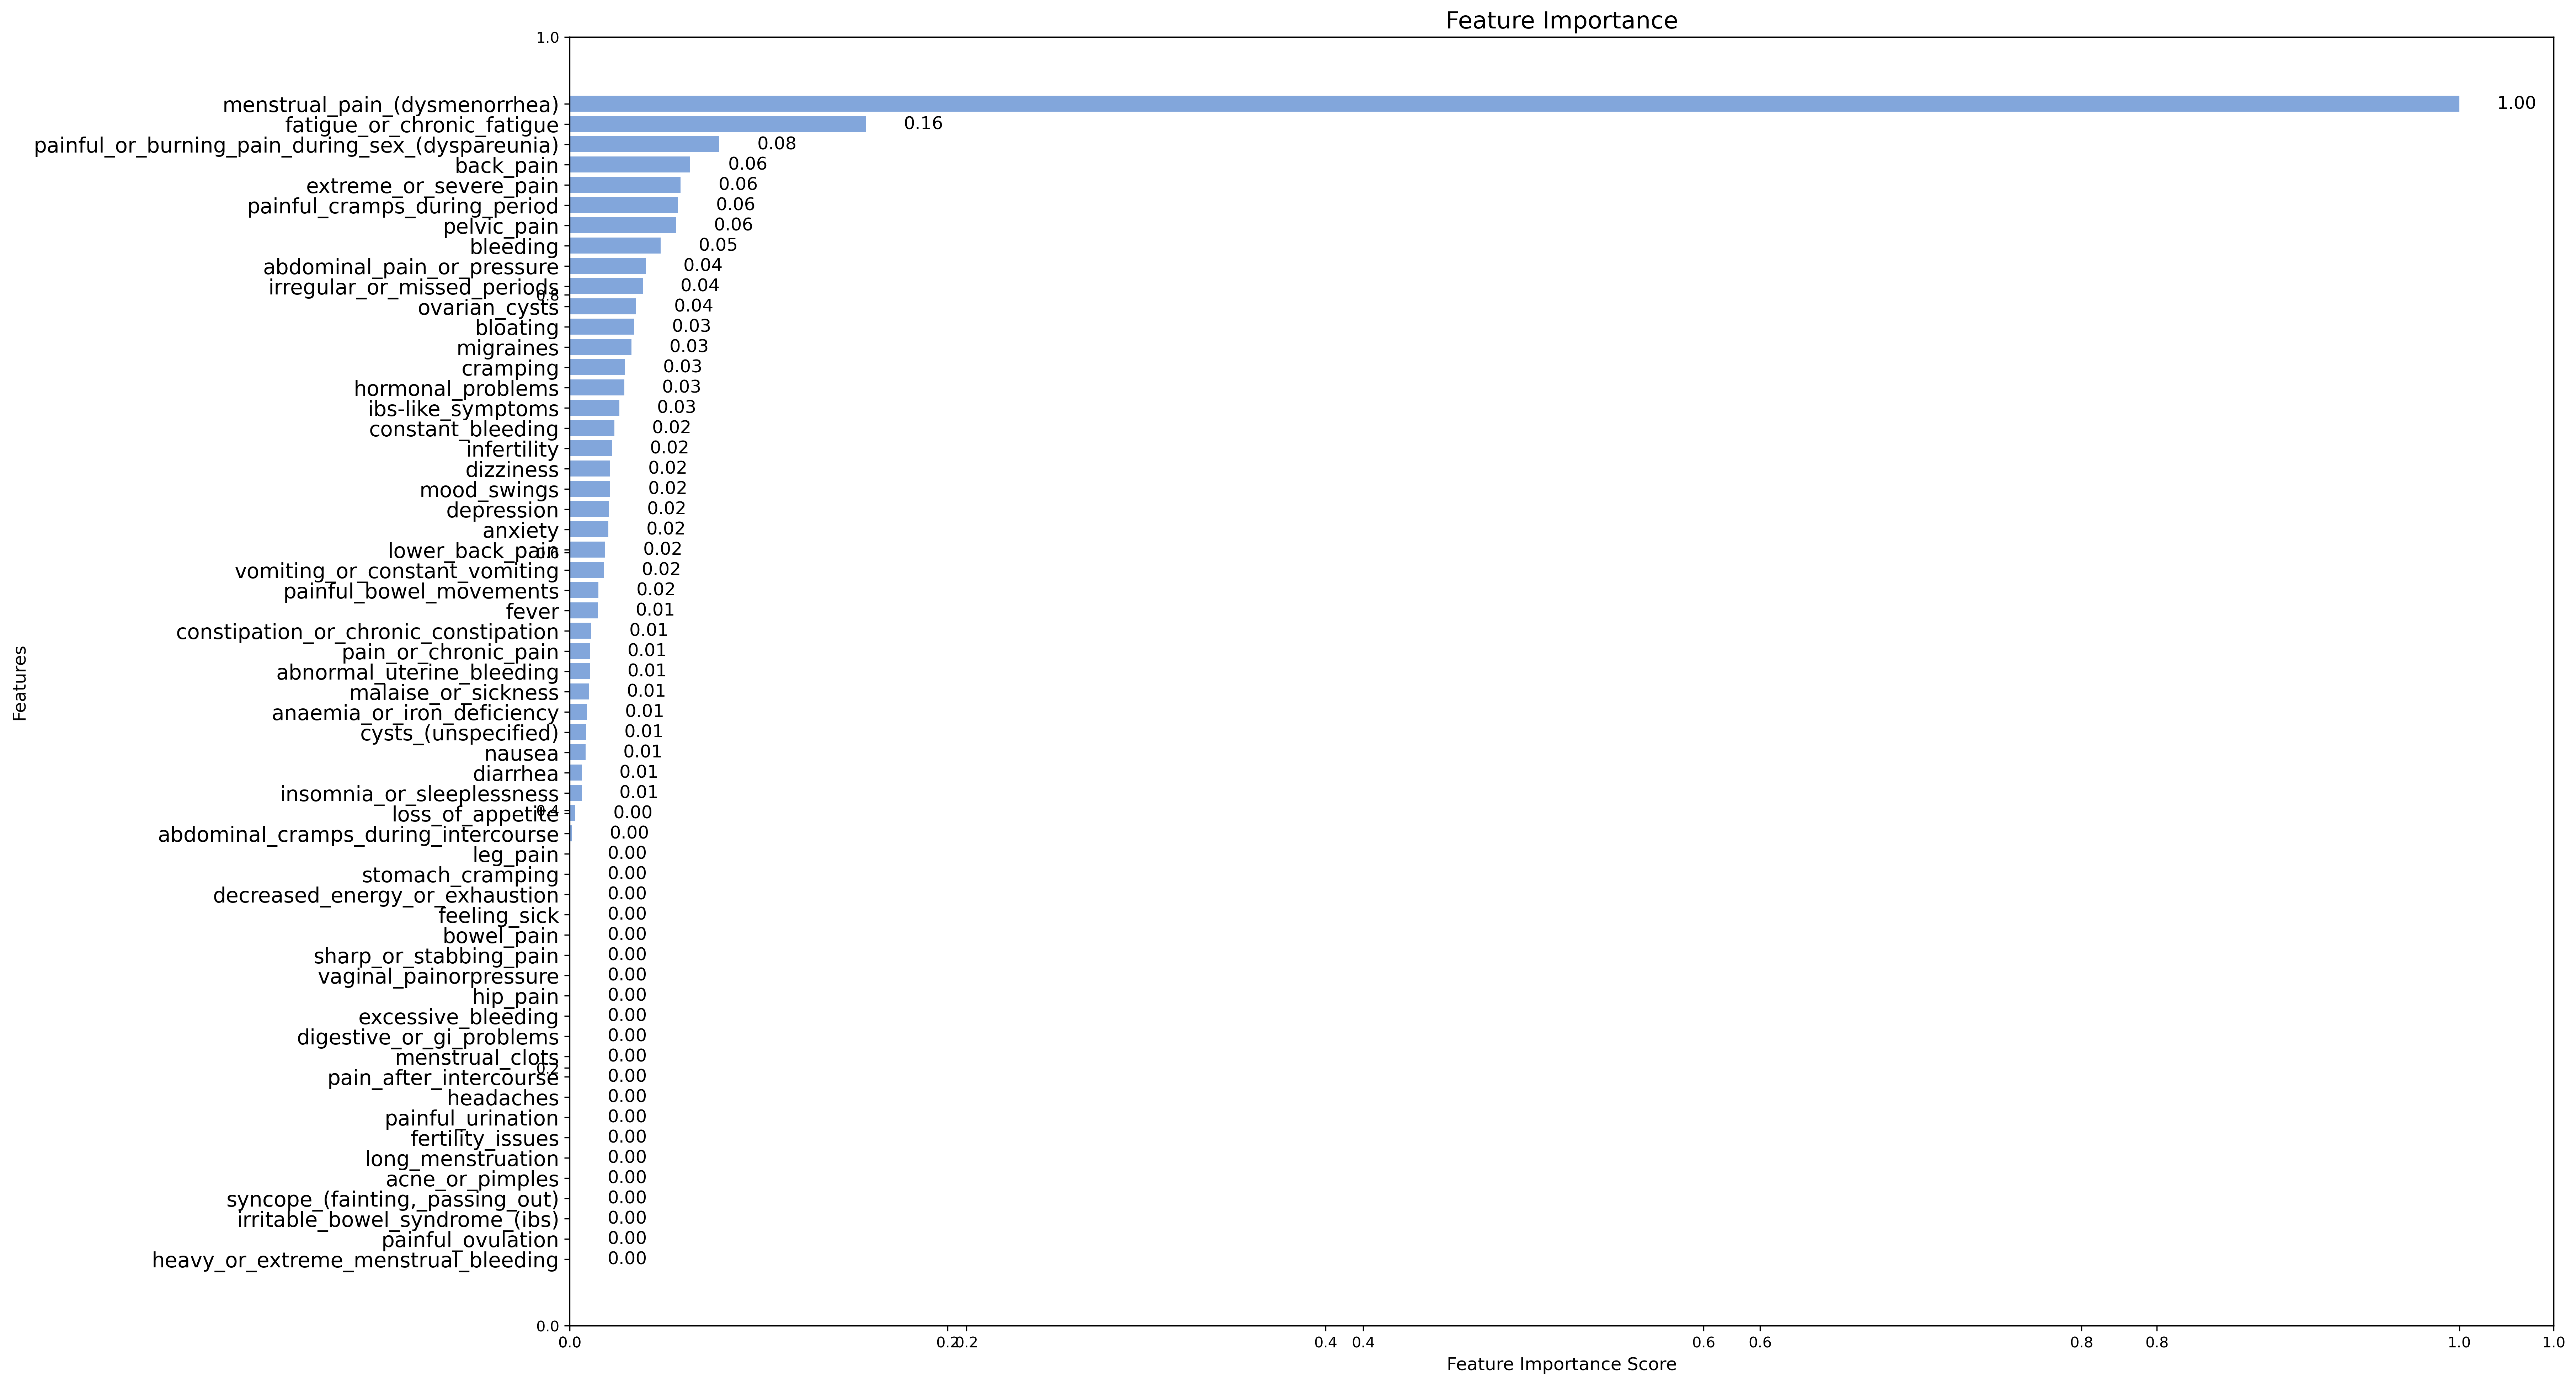 Feature Importance
1.0
menstrual_pain_(dysmenorrhea) 1.00
fatigue_or_chronic_fatigue 0.16
painful_or_burning_pain_during_sex_(dyspareunia) 0.08
back_pain 0.06
extreme_or_severe_pain 0.06
painful_cramps_during_period 0.06
pelvic_pain 0.06
bleeding 0.05
abdominal_pain_or_pressure 0.04
irregular_or_missed_periods 0.04
0.8
ovarian_cysts 0.04
bloating 0.03
migraines 0.03
cramping 0.03
hormonal_problems 0.03
ibs-like_symptoms 0.03
constant_bleeding 0.02
infertility 0.02
dizziness 0.02
mood_swings 0.02
depression 0.02
anxiety 0.02
lower_back_pain 0.02
0.6
vomiting_or_constant_vomiting 0.02
painful_bowel_movements 0.02
fever 0.01
constipation_or_chronic_constipation 0.01
pain_or_chronic_pain 0.01
abnormal_uterine_bleeding 0.01
malaise_or_sickness 0.01
anaemia_or_iron_deficiency 0.01
cysts_(unspecified) 0.01
nausea 0.01
diarrhea 0.01
insomnia_or_sleeplessness 0.01
0.4
loss_of_appetite 0.00
abdominal_cramps_during_intercourse 0.00
leg_pain 0.00
stomach_cramping 0.00
decreased_energy_or_exhaustion 0.00
feeling_sick 0.00
bowel_pain 0.00
sharp_or_stabbing_pain 0.00
vaginal_painorpressure 0.00
hip_pain 0.00
excessive_bleeding 0.00
digestive_or_gi_problems 0.00
menstrual_clots 0.00
0.2
pain_after_intercourse 0.00
headaches 0.00
painful_urination 0.00
fertility_issues 0.00
long_menstruation 0.00
acne_or_pimples 0.00
syncope_(fainting,_passing_out) 0.00
irritable_bowel_syndrome_(ibs) 0.00
painful_ovulation 0.00
heavy_or_extreme_menstrual_bleeding 0.00
0.0
Features
0.0 0.2 0.2 0.4 0.4 0.6 0.6 0.8 0.8 1.0 1.0
Feature Importance Score